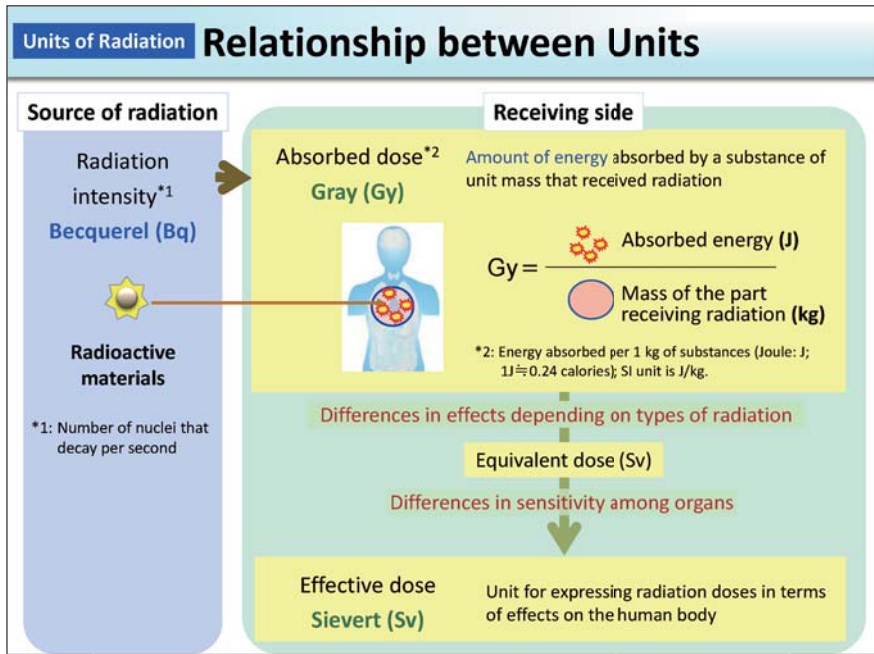 Units of Radiation
Relationship between Units
Source of radiation
Radiation
intensity*1
Becquerel (Bq)
Radioactive
materials
*1: Number of nuclei that
decay per second
Receiving side
Absorbed dose*2
Gray (Gy)
Amount of energy absorbed by a substance of
unit mass that received radiation
Gy=
Absorbed energy (J)
Mass of the part
receiving radiation (kg)
*2: Energy absorbed per 1 kg of substances (Joule: J;
1J≒0.24 calories); SI unit is J/kg.
Differences in effects depending on types of radiation
Equivalent dose (Sv)
Differences in sensitivity among organs
Effective dose
Sievert (Sv)
Unit for expressing radiation doses in terms
of effects on the human body